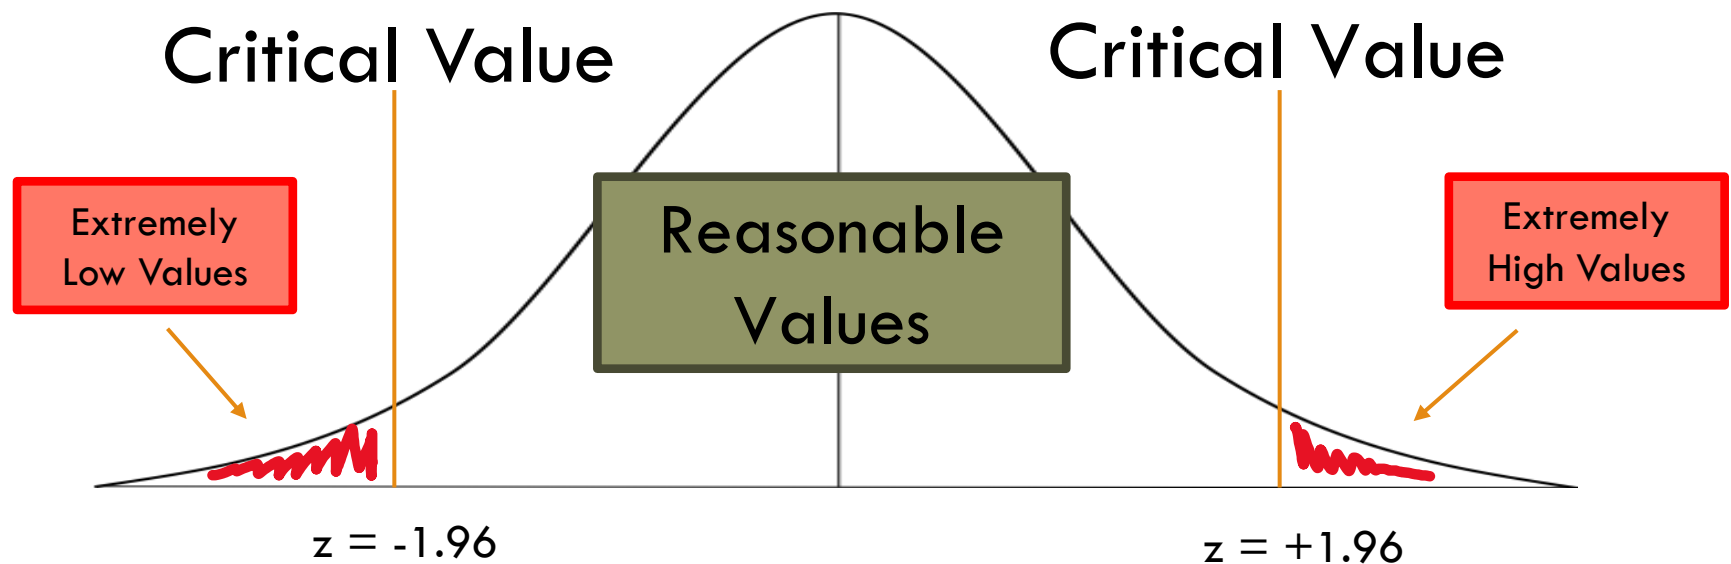 Critical Value
Critical Value
Extremely
Low Values
Reasonable
Values
Extremely
High Values
z = -1.96
z = +1.96